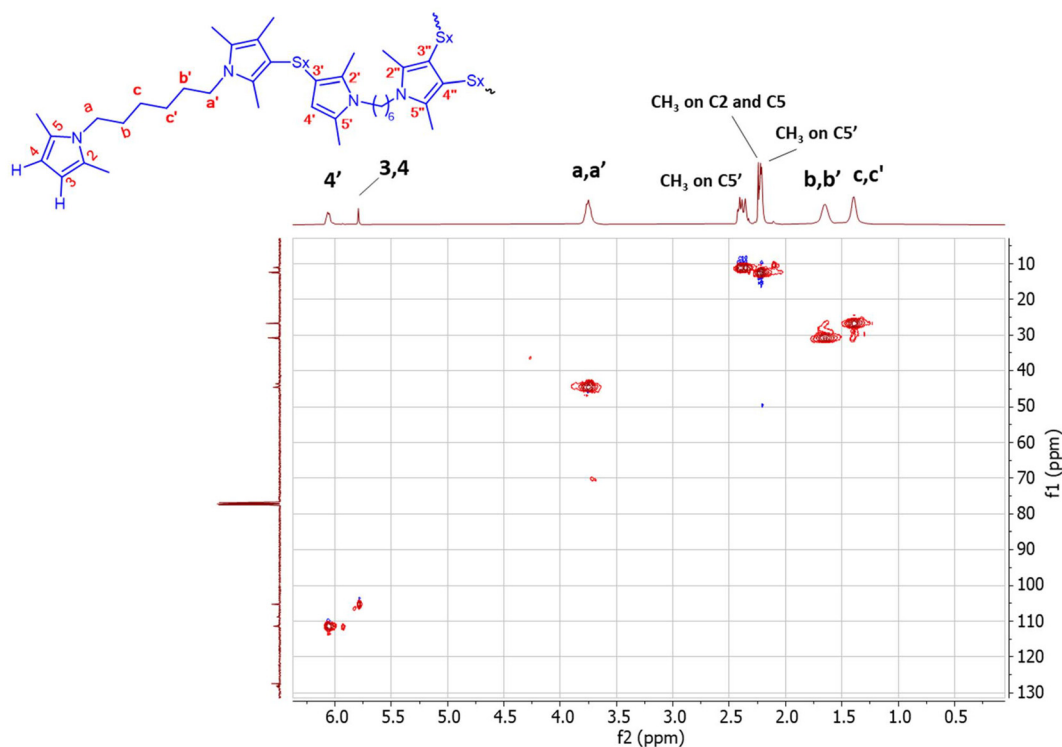 Sx
Sx
3''
3'
2'
2''
4''
Sx
b'
N
N
N
c
a'
6
a
c'
4'
5'
5''
b
5
N
4
2
H
3
H
4'
3,4
a,a'
CH3 on C5'
CH3 on C2 and C5
CH3 on C5'
b,b'
c,c'
10
20
30
40
50
60
70
80
90
100
110
120
130
f1 (ppm)
6.0 5.5 5.0 4.5 4.0 3.5 3.0 2.5 2.0 1.5 1.0 0.5
f2 (ppm)